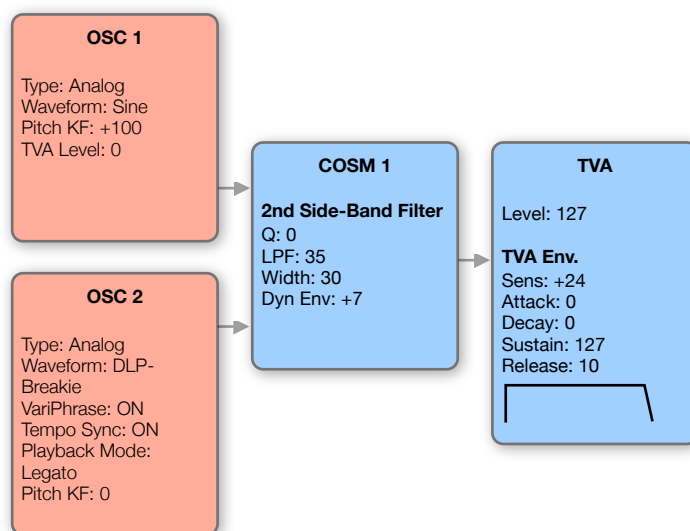 OSC 1
Type: Analog
Waveform: Sine
Pitch KF: +100
TVA Level: 0
OSC 2
Type: Analog
Waveform: DLP-
Breakie
VariPhrase: ON
Tempo Sync: ON
Playback Mode:
Legato
Pitch KF: 0
COSM 1
2nd Side-Band Filter
Q: 0
LPF: 35
Width: 30
Dyn Env: +7
TVA
Level: 127
TVA Env.
Sens: +24
Attack: 0
Decay: 0
Sustain: 127
Release: 10